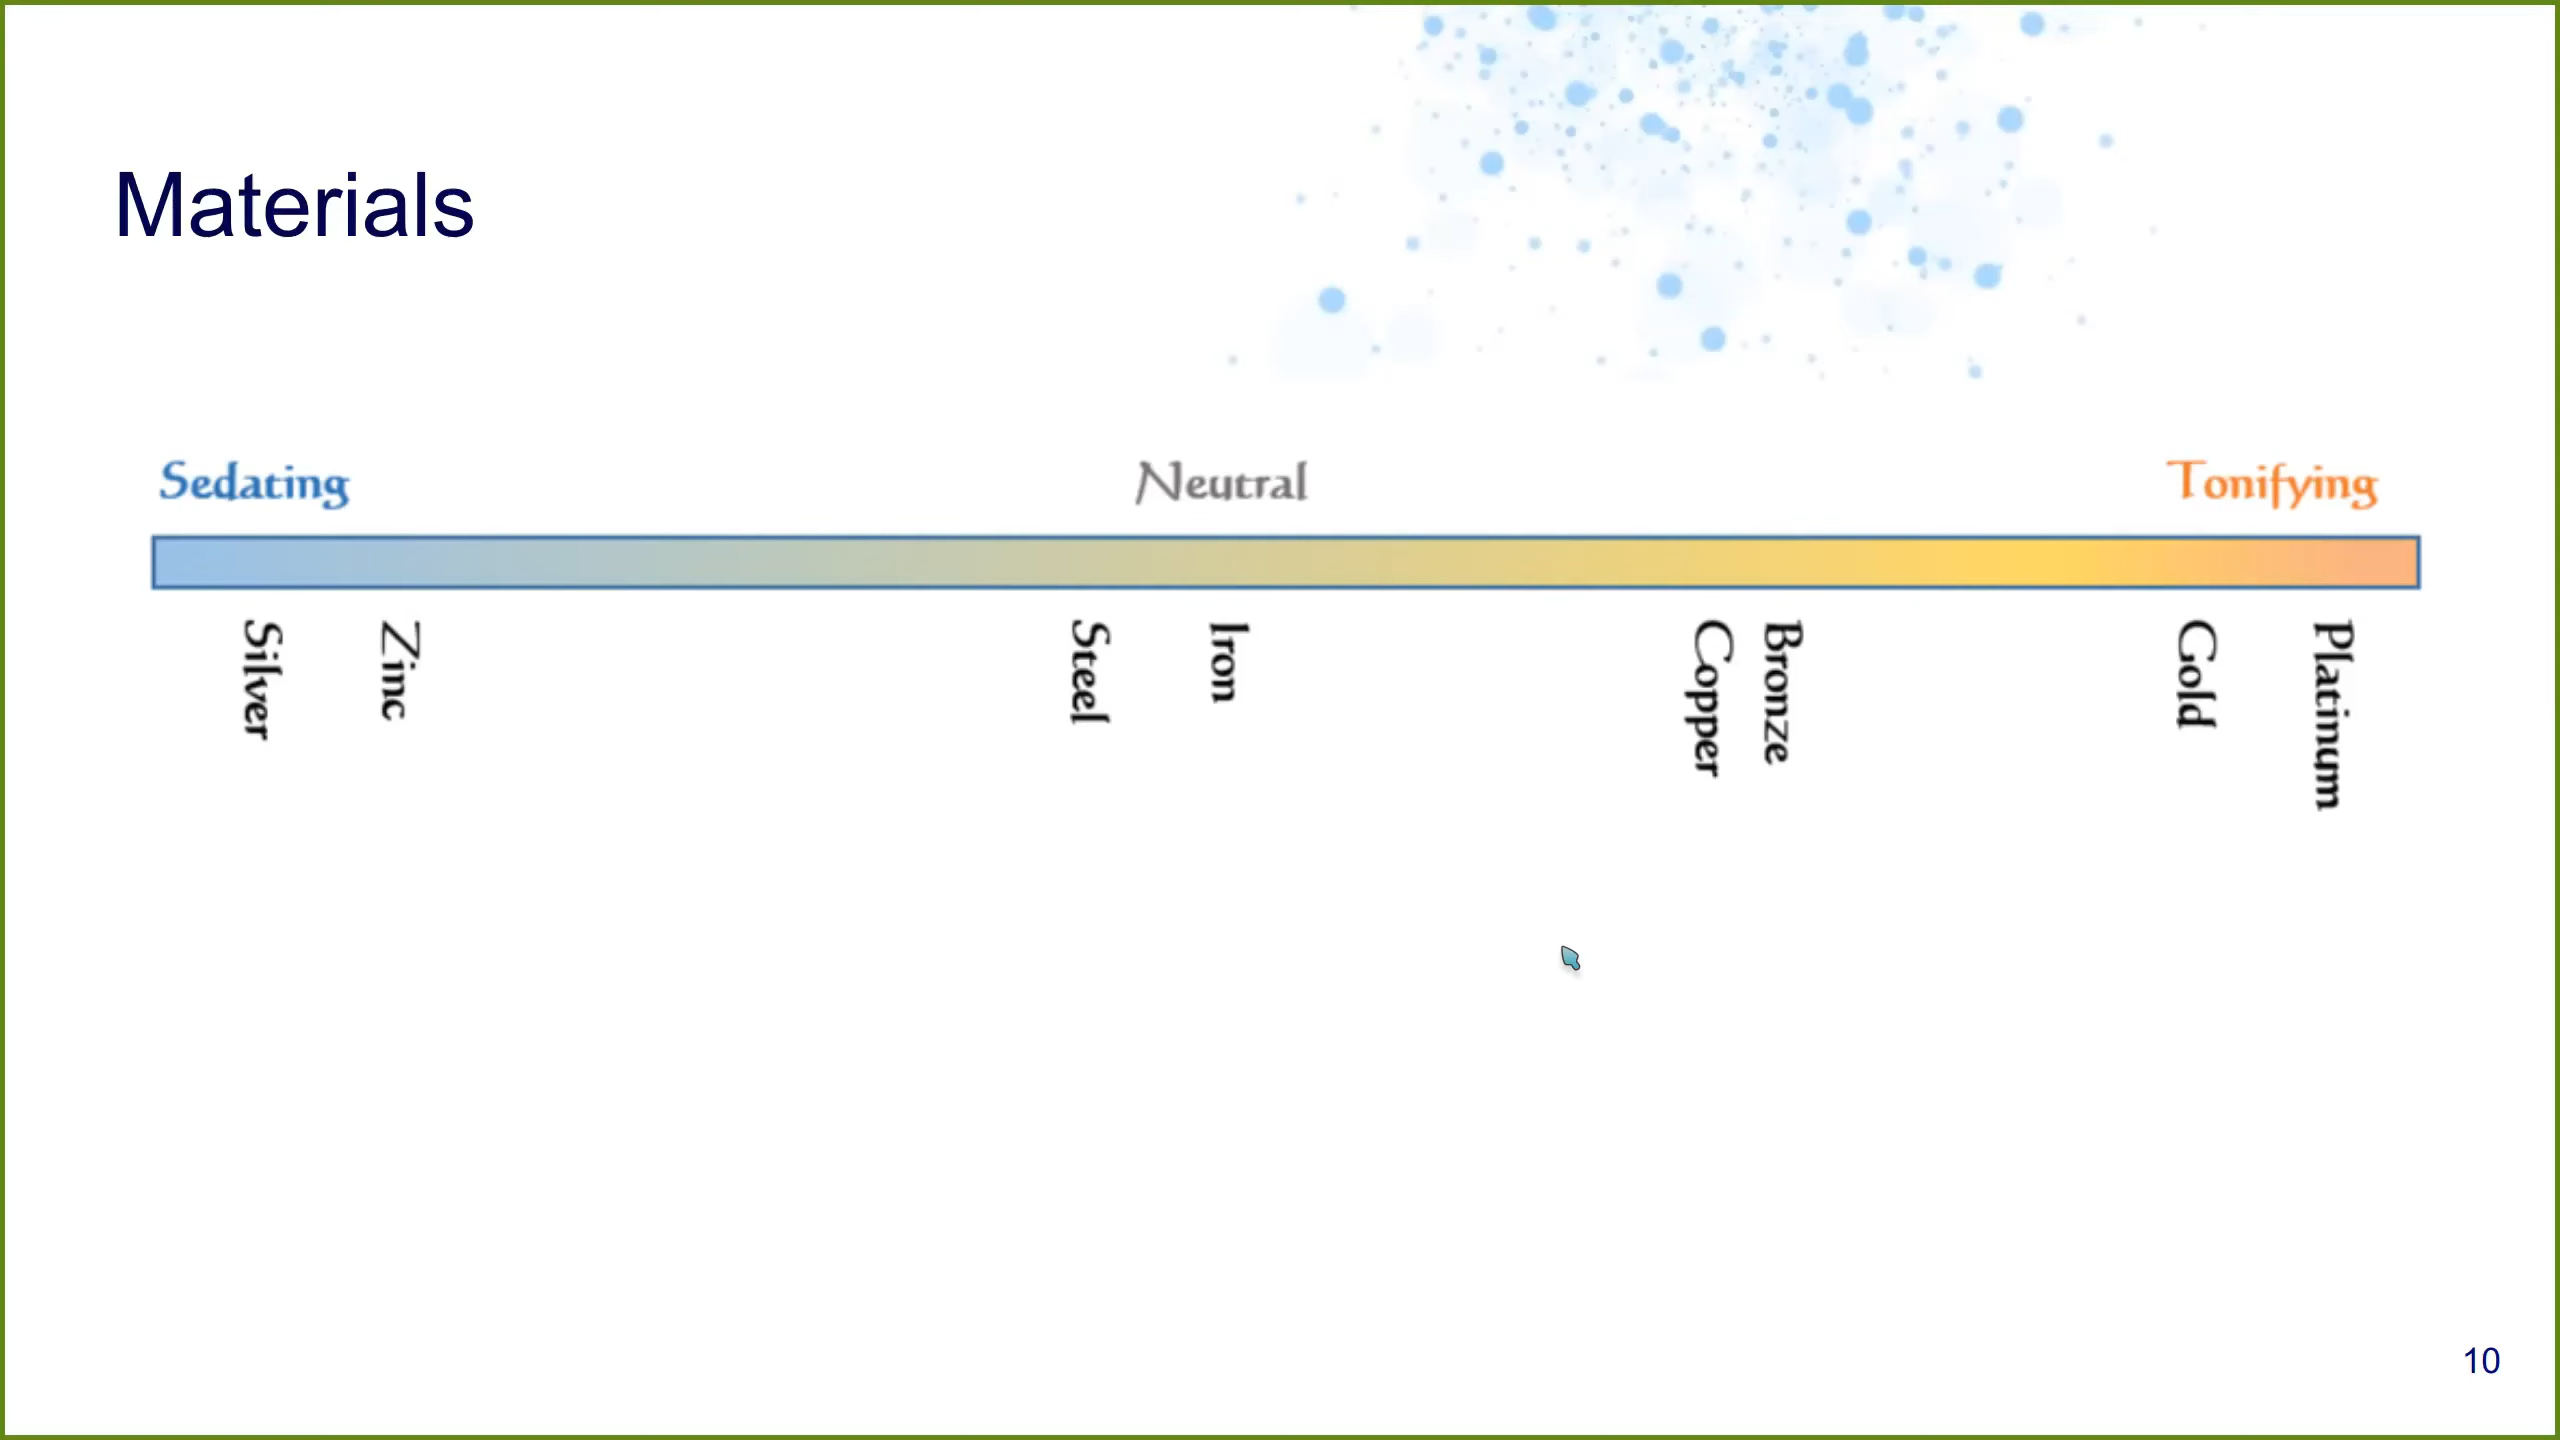 Materials
Sedating Neutral Tonifying
Silver
Zinc
Steel
Iron
Copper
Bronze
Gold
Platinum
10